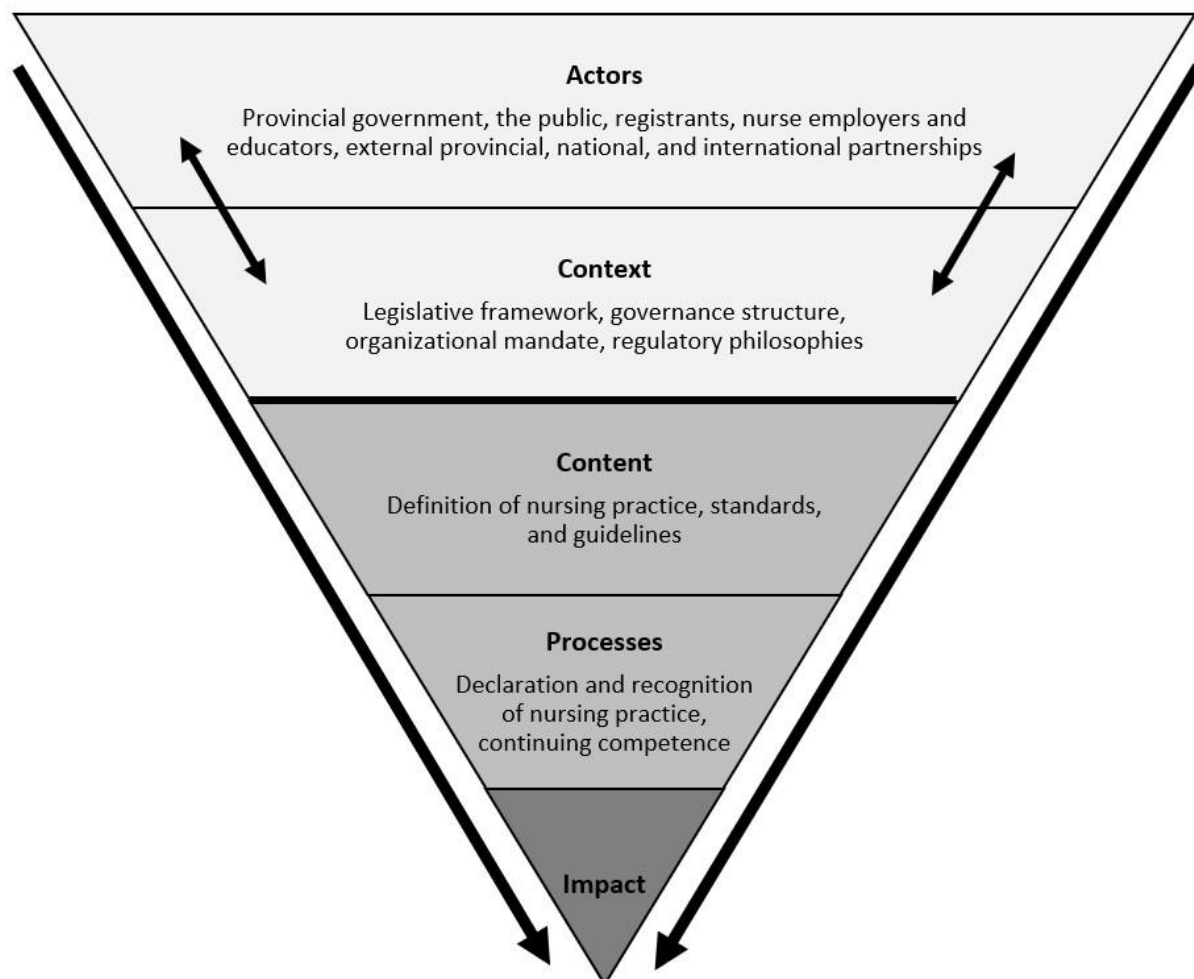 Actors
Provincial government, the public, registrants, nurse employers and
educators, external provincial, national, and international partnerships
Context
Legislative framework, governance structure,
organizational mandate, regulatory philosophies
Content
Definition of nursing practice, standards,
and guidelines
Processes
Declaration and recognition
of nursing practice,
continuing competence
Impact